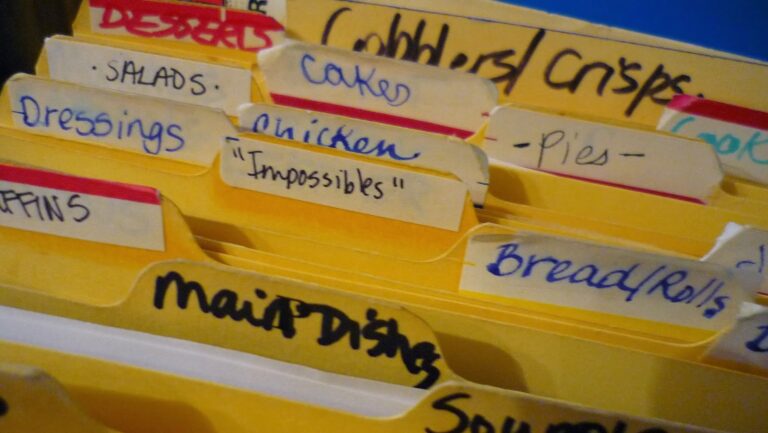 DESSERTS
Cobblers/Crisps
·SALADS·
Cakes
Dressings
Chicken
-Pies-
"Impossibles"
Bread/Rolls
Main Dishes